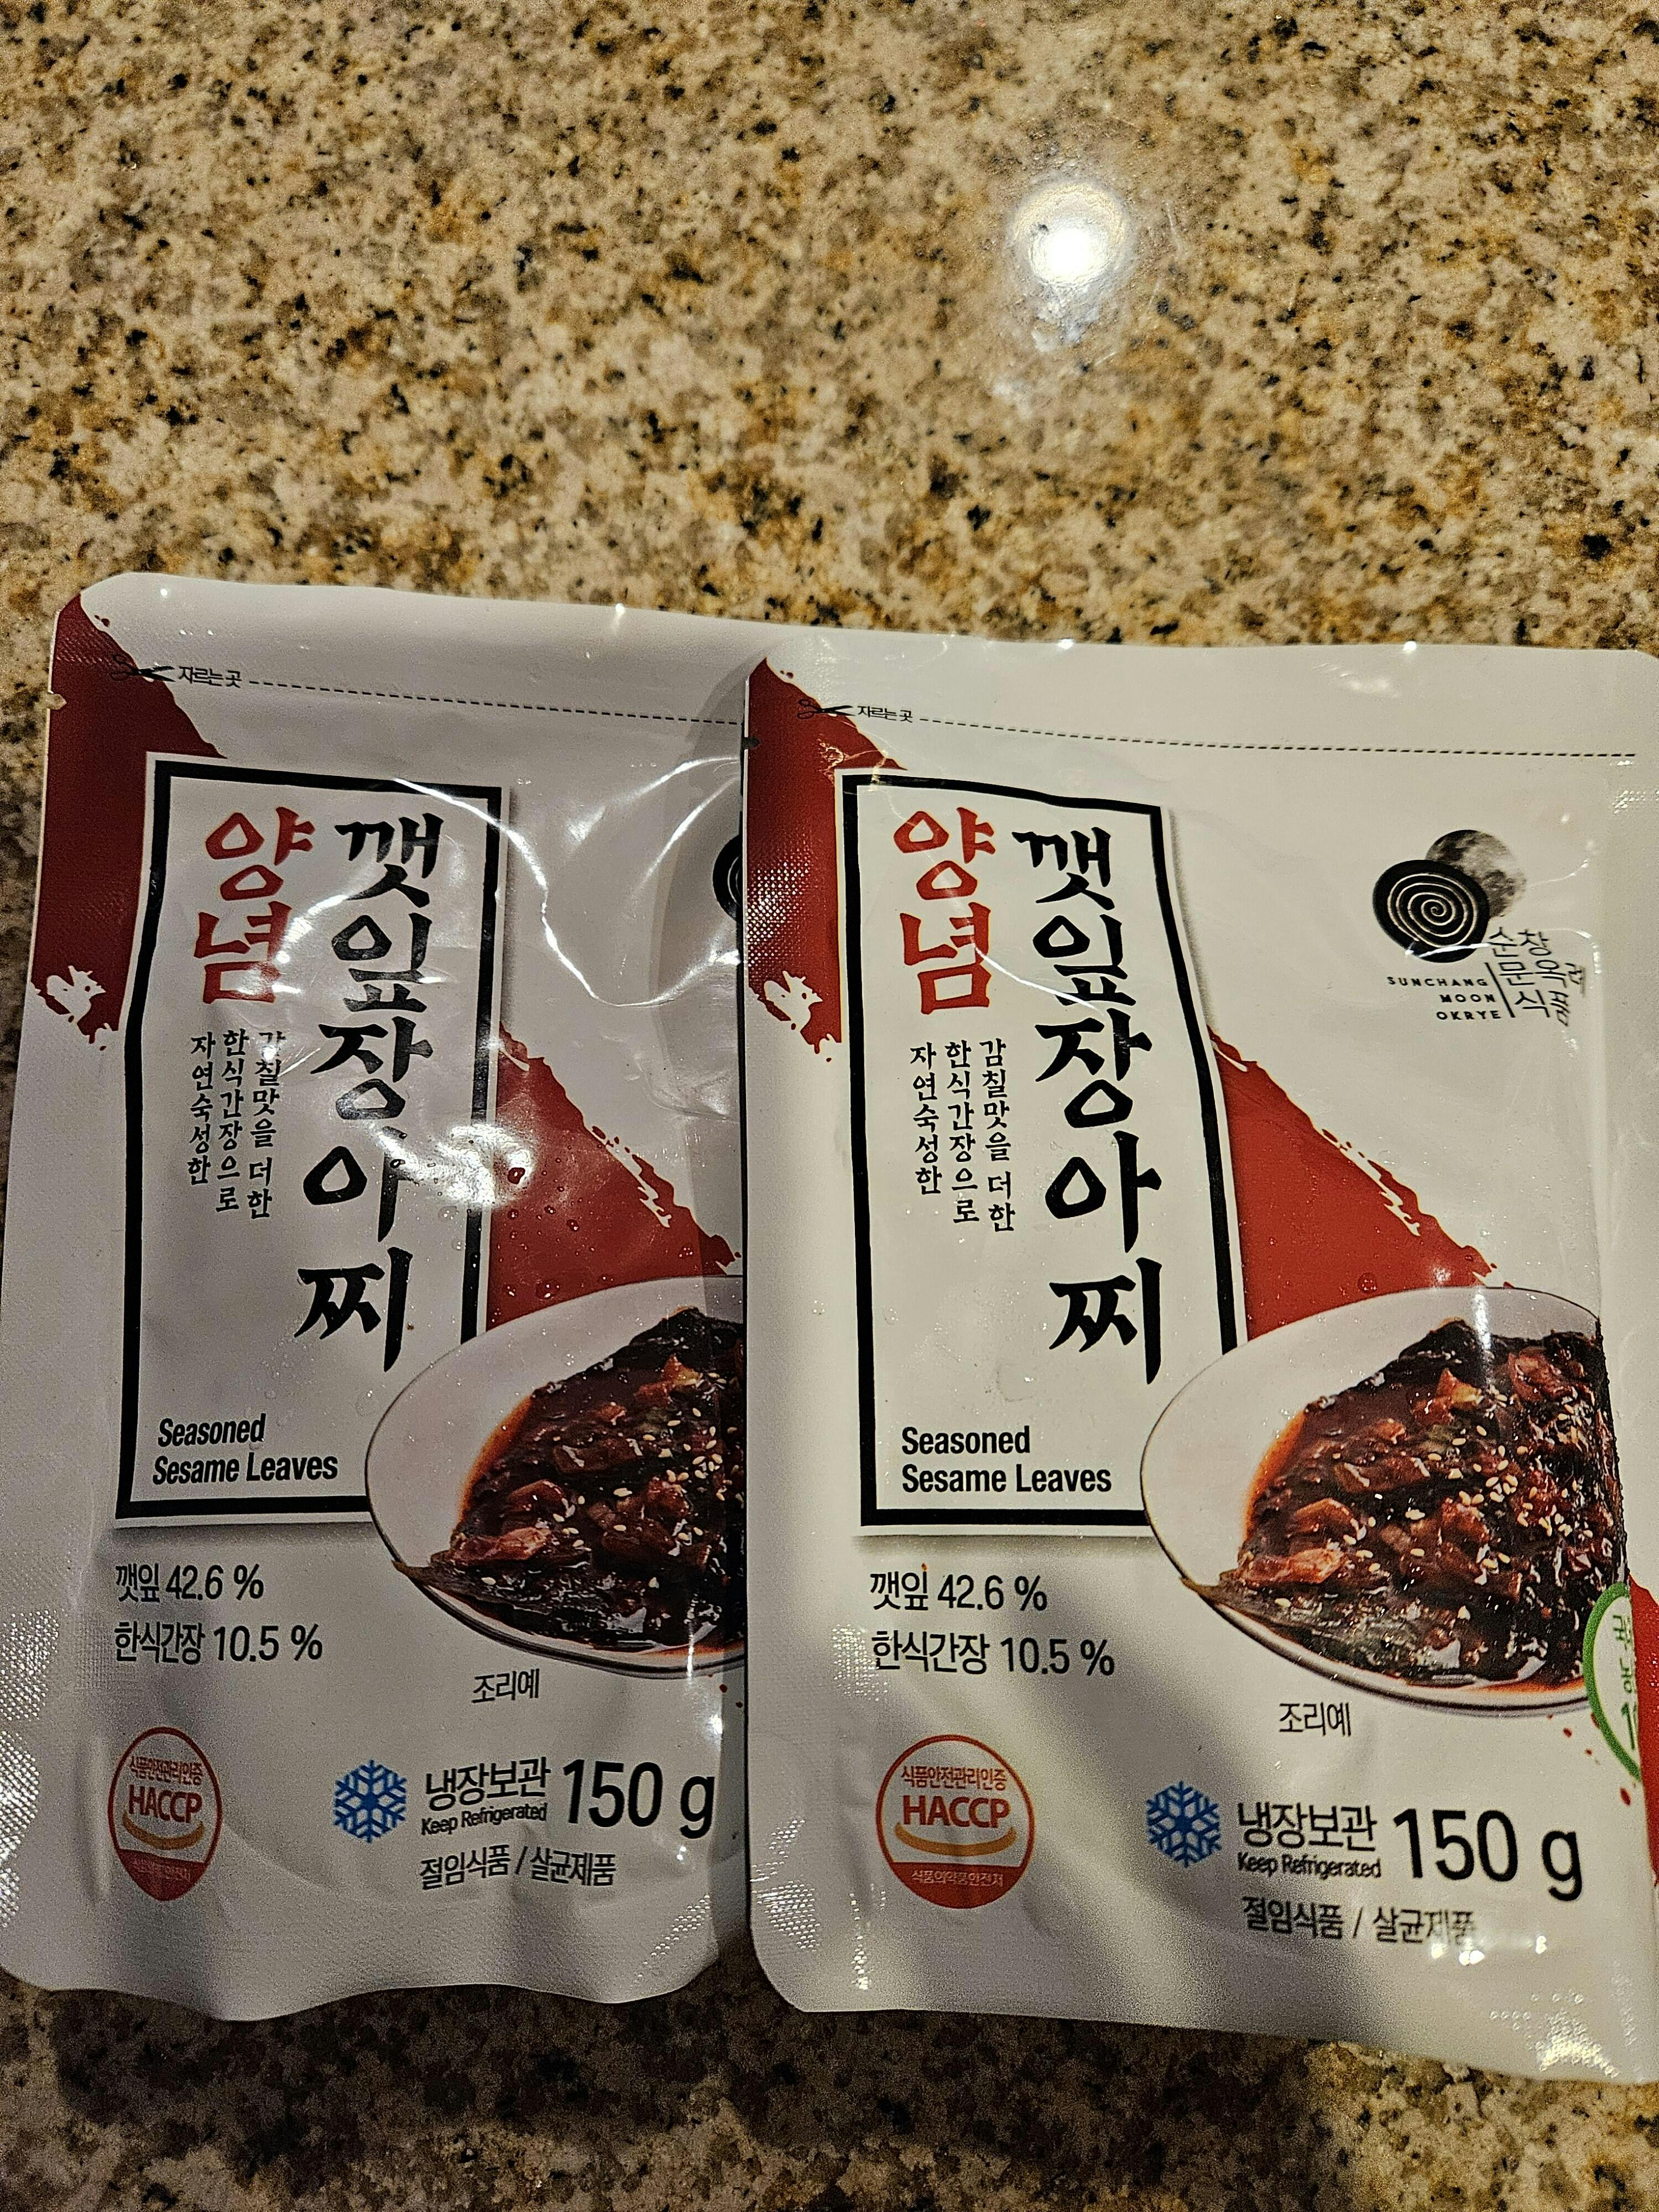 자르는 곳
양념
깻잎장아찌
자연숙성한
한식간장으로
감칠맛을 더한
Seasoned
Sesame Leaves
깻잎 42.6 %
한식간장 10.5 %
조리예
식품안전관리인증
HACCP
식품의약품안전처
냉장보관
Keep Refrigerated
150 g
절임식품 / 살균제품
자르는 곳
양념
깻잎장아찌
자연숙성한
한식간장으로
감칠맛을 더한
SUNCHANG
MOON
OKRYE
순창
문옥례
식품
Seasoned
Sesame Leaves
깻잎 42.6 %
한식간장 10.5 %
조리예
식품안전관리인증
HACCP
식품의약품안전처
냉장보관
Keep Refrigerated
150 g
절임식품 / 살균제품